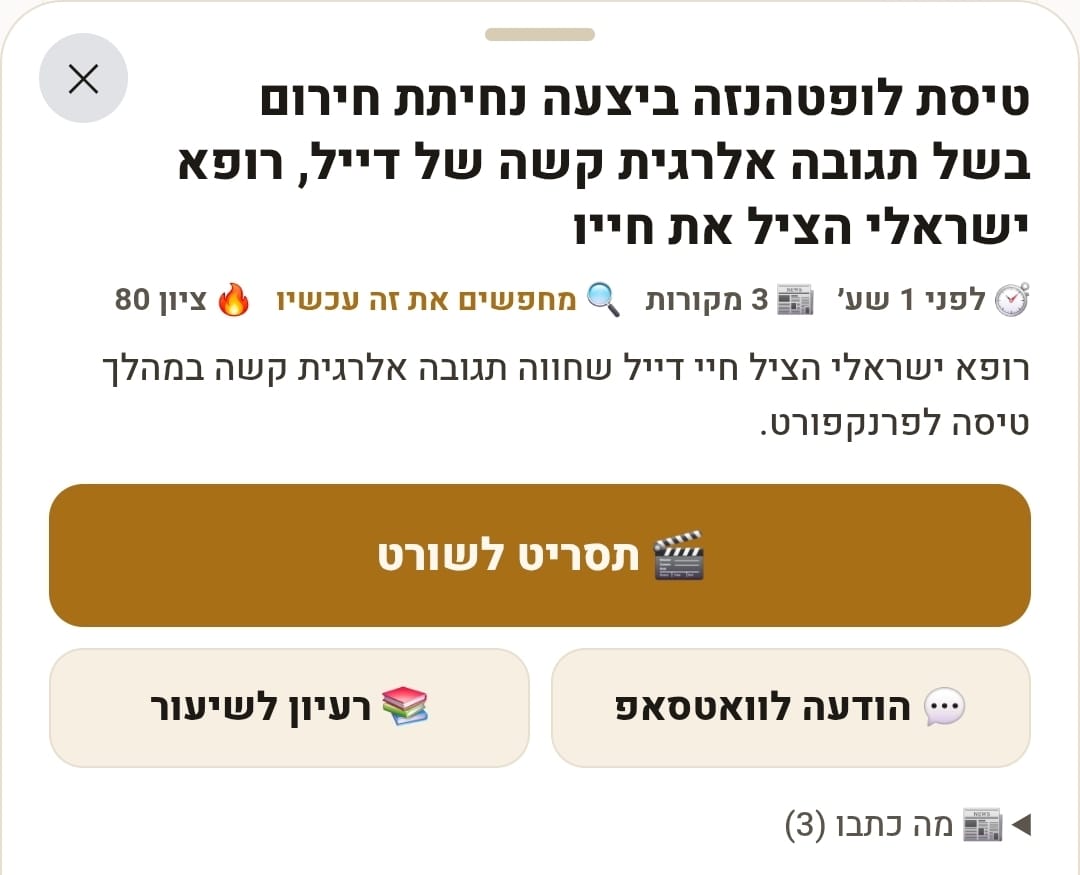 טיסת לופטהנזה ביצעה נחיתת חירום
בשל תגובה אלרגית קשה של דייל, רופא
ישראלי הציל את חייו
לפני 1 שע׳ 3 מקורות מחפשים את זה עכשיו ציון 80
רופא ישראלי הציל חיי דייל שחווה תגובה אלרגית קשה במהלך
טיסה לפרנקפורט.
תסריט לשורט
הודעה לוואטסאפ
רעיון לשיעור
מה כתבו (3)